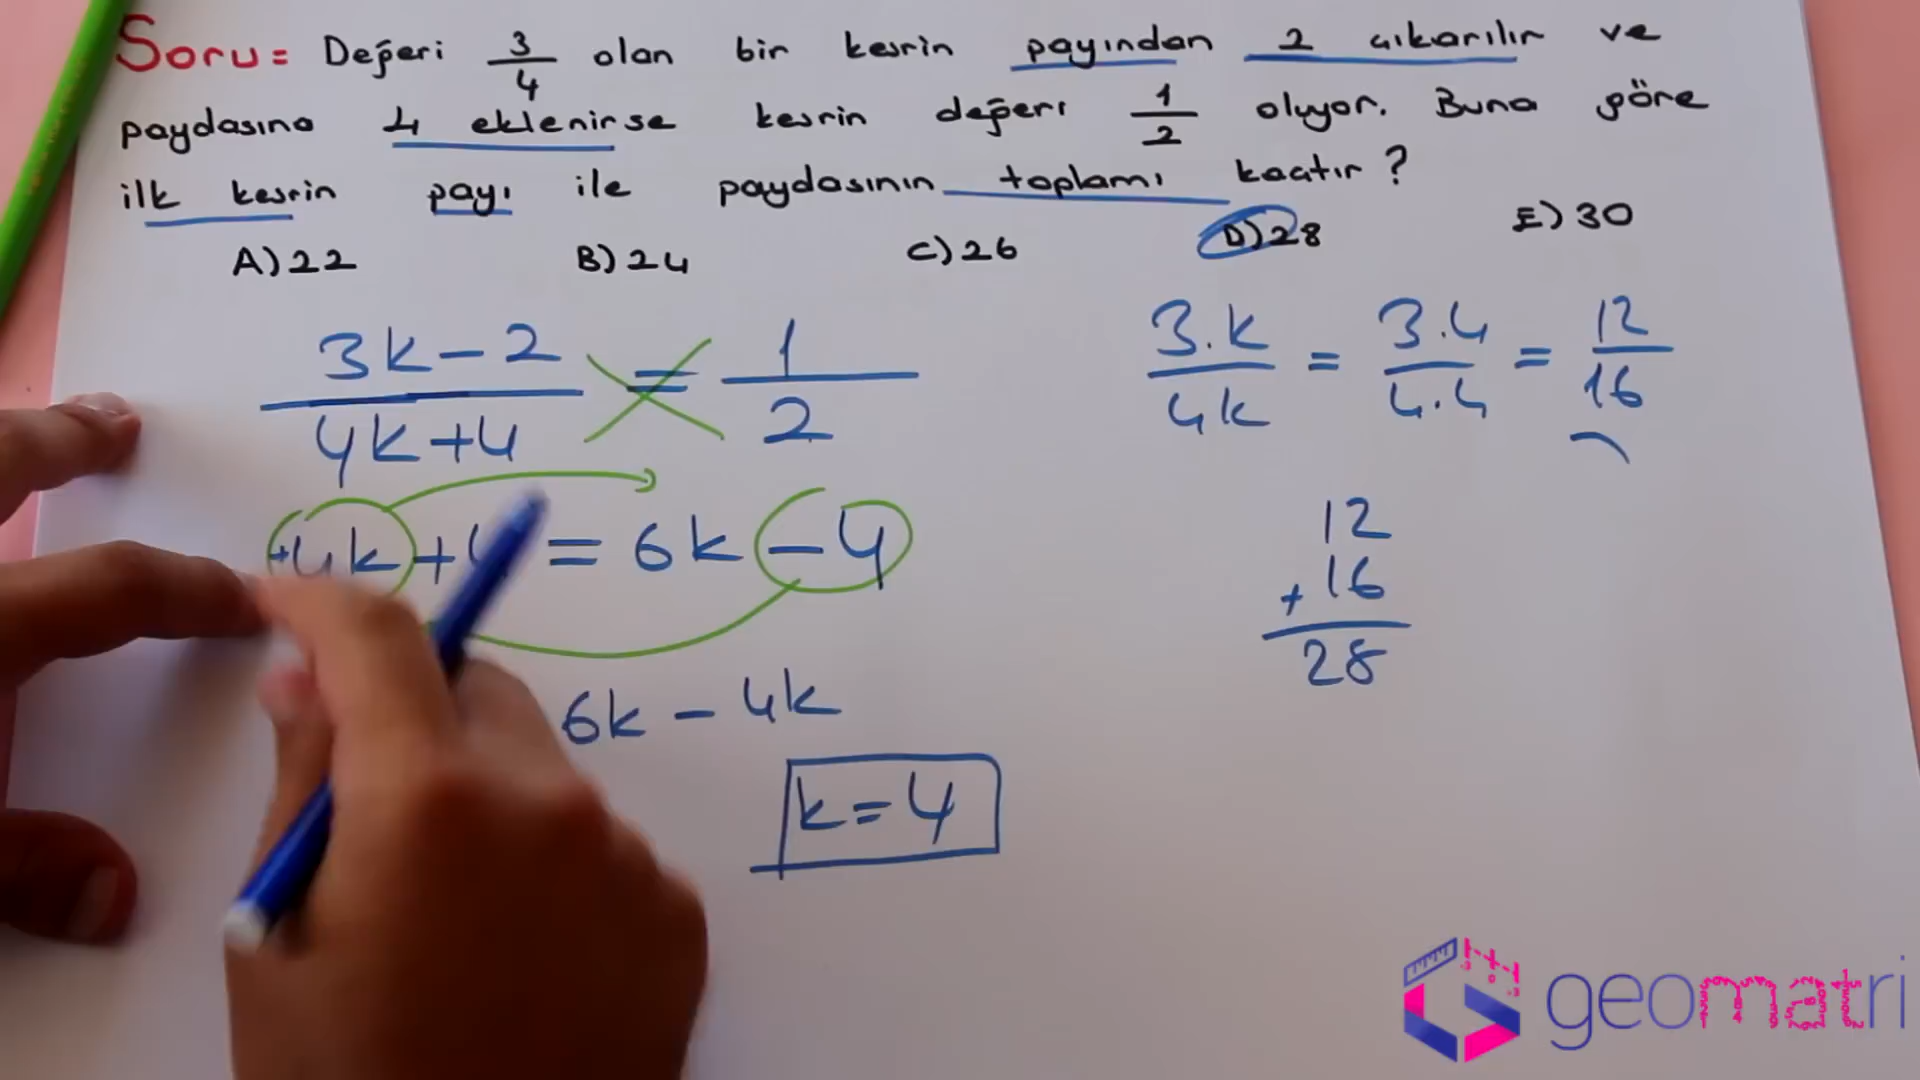 Soru= Değeri 3/4 olan bir kesrin payından 2 çıkarılır ve
paydasına 4 eklenirse kesrin değeri 1/2 oluyor. Buna göre
ilk kesrin payı ile paydasının toplamı kaçtır ?
A)22 B)24 C)26 D)28 E)30
3k-2/4k+4 = 1/2
3.k/4k = 3.4/4.4 = 12/16
+4k+4 = 6k-4
12
+ 16
28
6k - 4k
k=4
geomatri